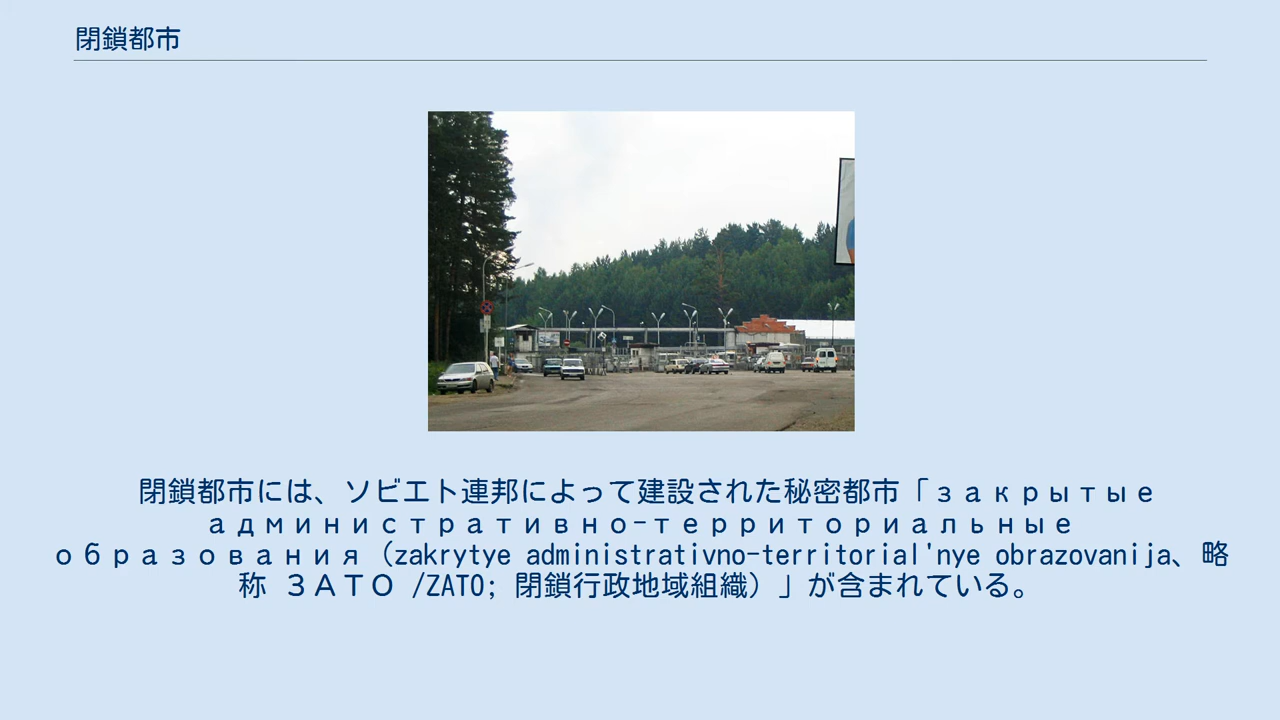 閉鎖都市
閉鎖都市には、ソビエト連邦によって建設された秘密都市「закрытые
административно-территориальные
образования（zakrytye administrativno-territorial'nye obrazovanija、略
称 ЗАТО /ZATO; 閉鎖行政地域組織）」が含まれている。